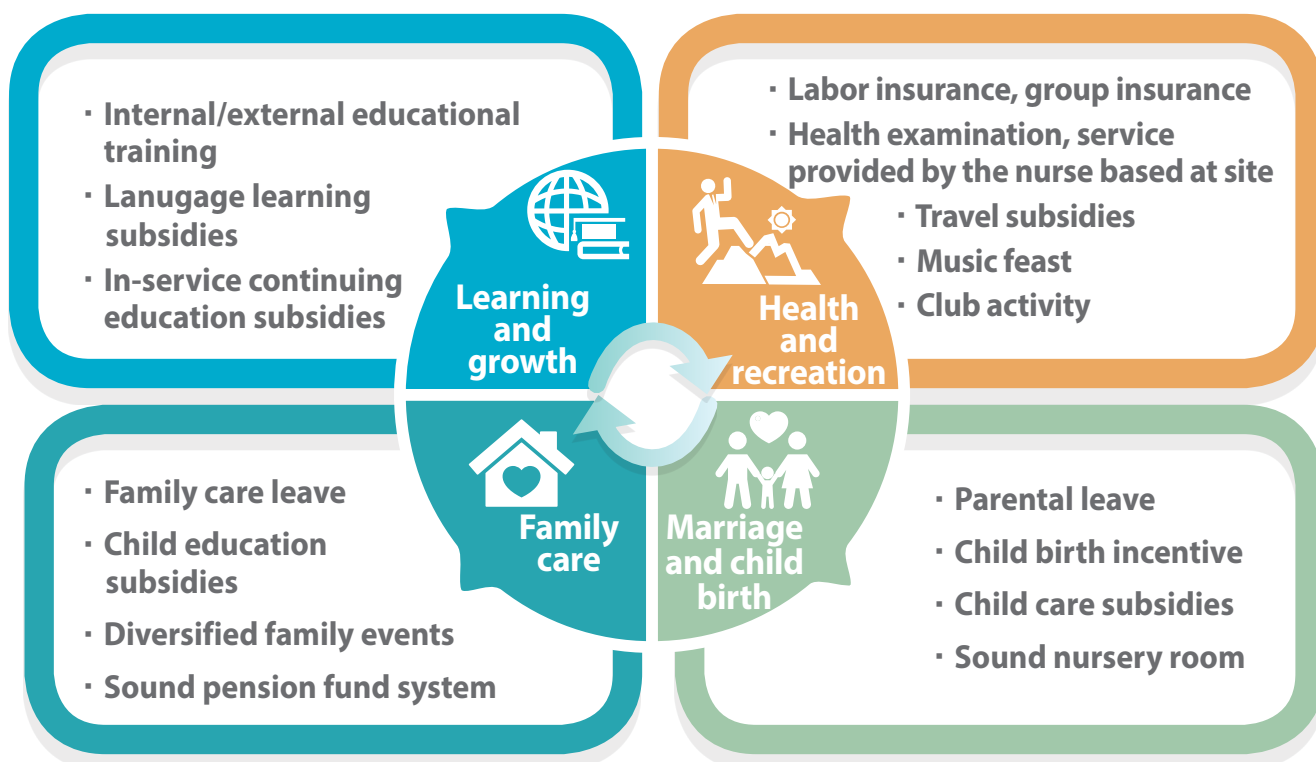 · Internal/external educational
training
· Lanugage learning
subsidies
· In-service continuing
education subsidies
Learning
and
growth
· Labor insurance, group insurance
· Health examination, service
provided by the nurse based at site
· Travel subsidies
· Music feast
· Club activity
Health
and
recreation
· Family care leave
· Child education
subsidies
· Diversified family events
· Sound pension fund system
Family
care
Marriage
and child
birth
· Parental leave
· Child birth incentive
· Child care subsidies
· Sound nursery room